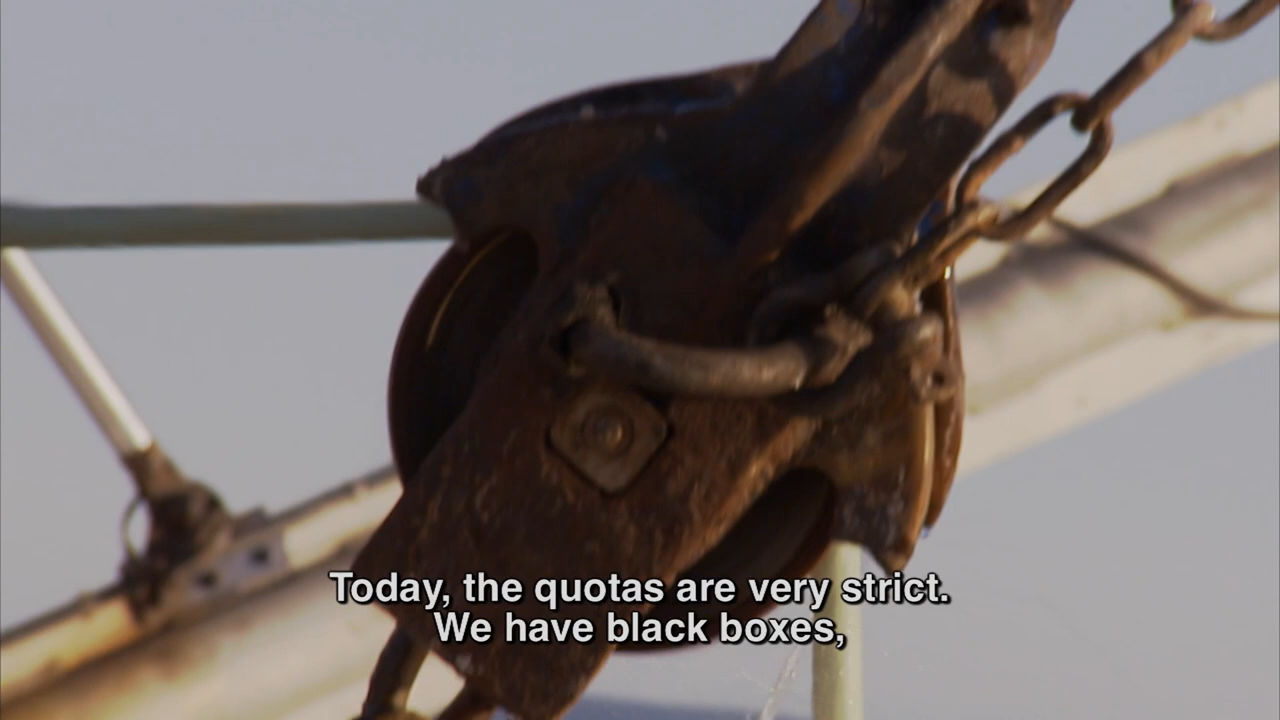 Today, the quotas are very strict.
We have black boxes,